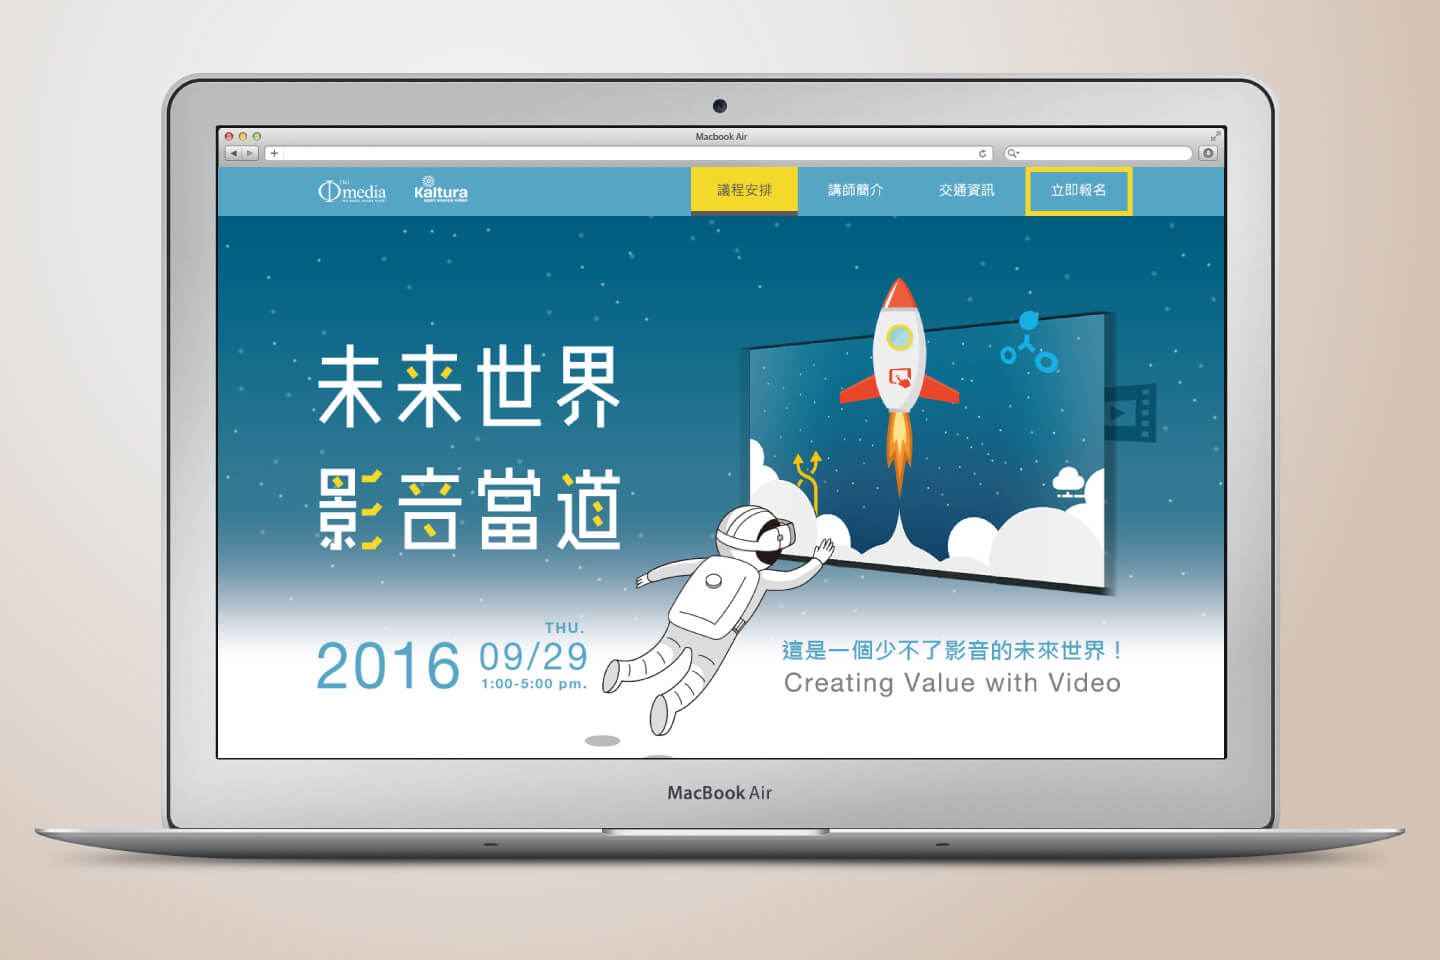 Macbook Air
media
Kaltura
議程安排
講師簡介
交通資訊
立即報名
未来世界
影音當道
2016
THU.
09/29
1:00-5:00 pm.
這是一個少不了影音的未來世界！
Creating Value with Video
MacBook Air